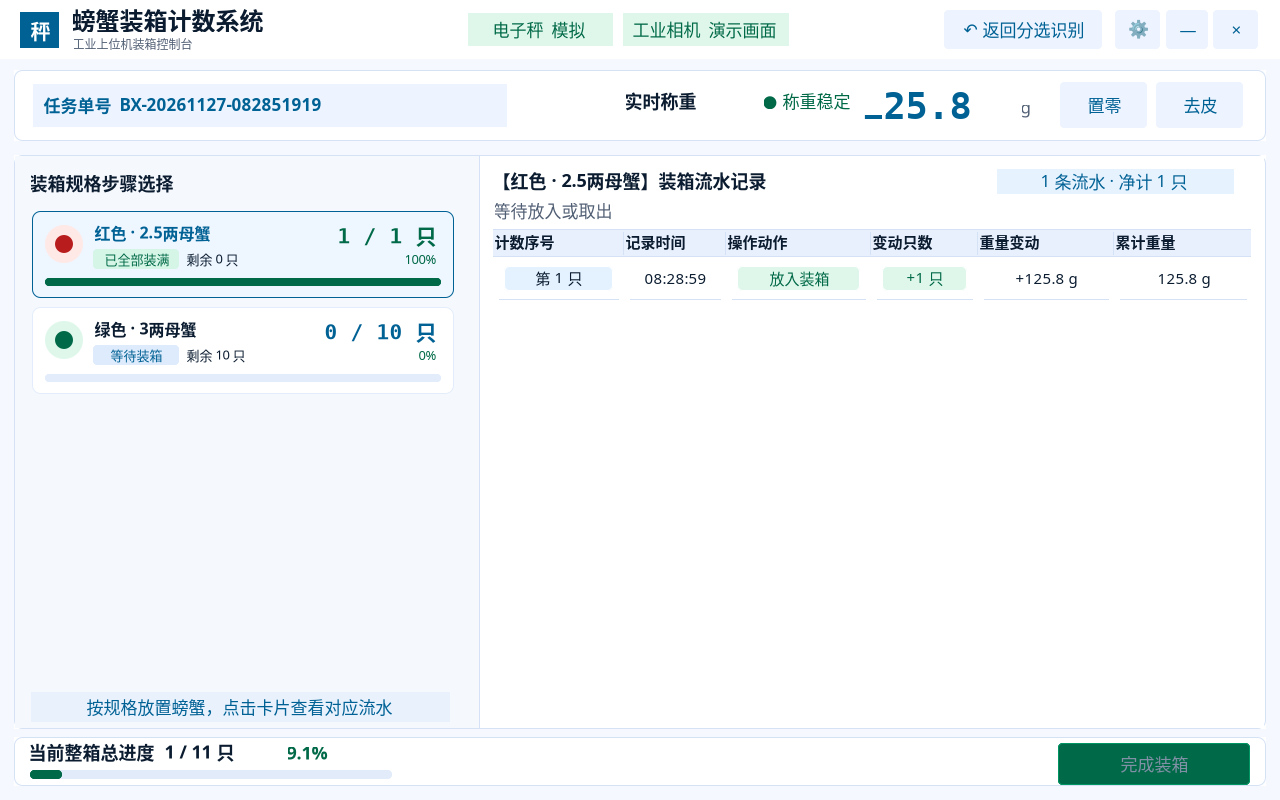 秤
螃蟹装箱计数系统
工业上位机装箱控制台
电子秤 模拟
工业相机 演示画面
↶ 返回分选识别
⚙️
—
×
任务单号 BX-20261127-082851919
实时称重
● 称重稳定
25.8
g
置零
去皮
装箱规格步骤选择
红色 · 2.5两母蟹
1 / 1 只
已全部装满
剩余 0 只
100%
绿色 · 3两母蟹
0 / 10 只
等待装箱
剩余 10 只
0%
按规格放置螃蟹，点击卡片查看对应流水
【红色 · 2.5两母蟹】装箱流水记录
1 条流水 · 净计 1 只
等待放入或取出
计数序号 记录时间 操作动作 变动只数 重量变动 累计重量
第 1 只 08:28:59 放入装箱 +1 只 +125.8 g 125.8 g
当前整箱总进度 1 / 11 只
9.1%
完成装箱